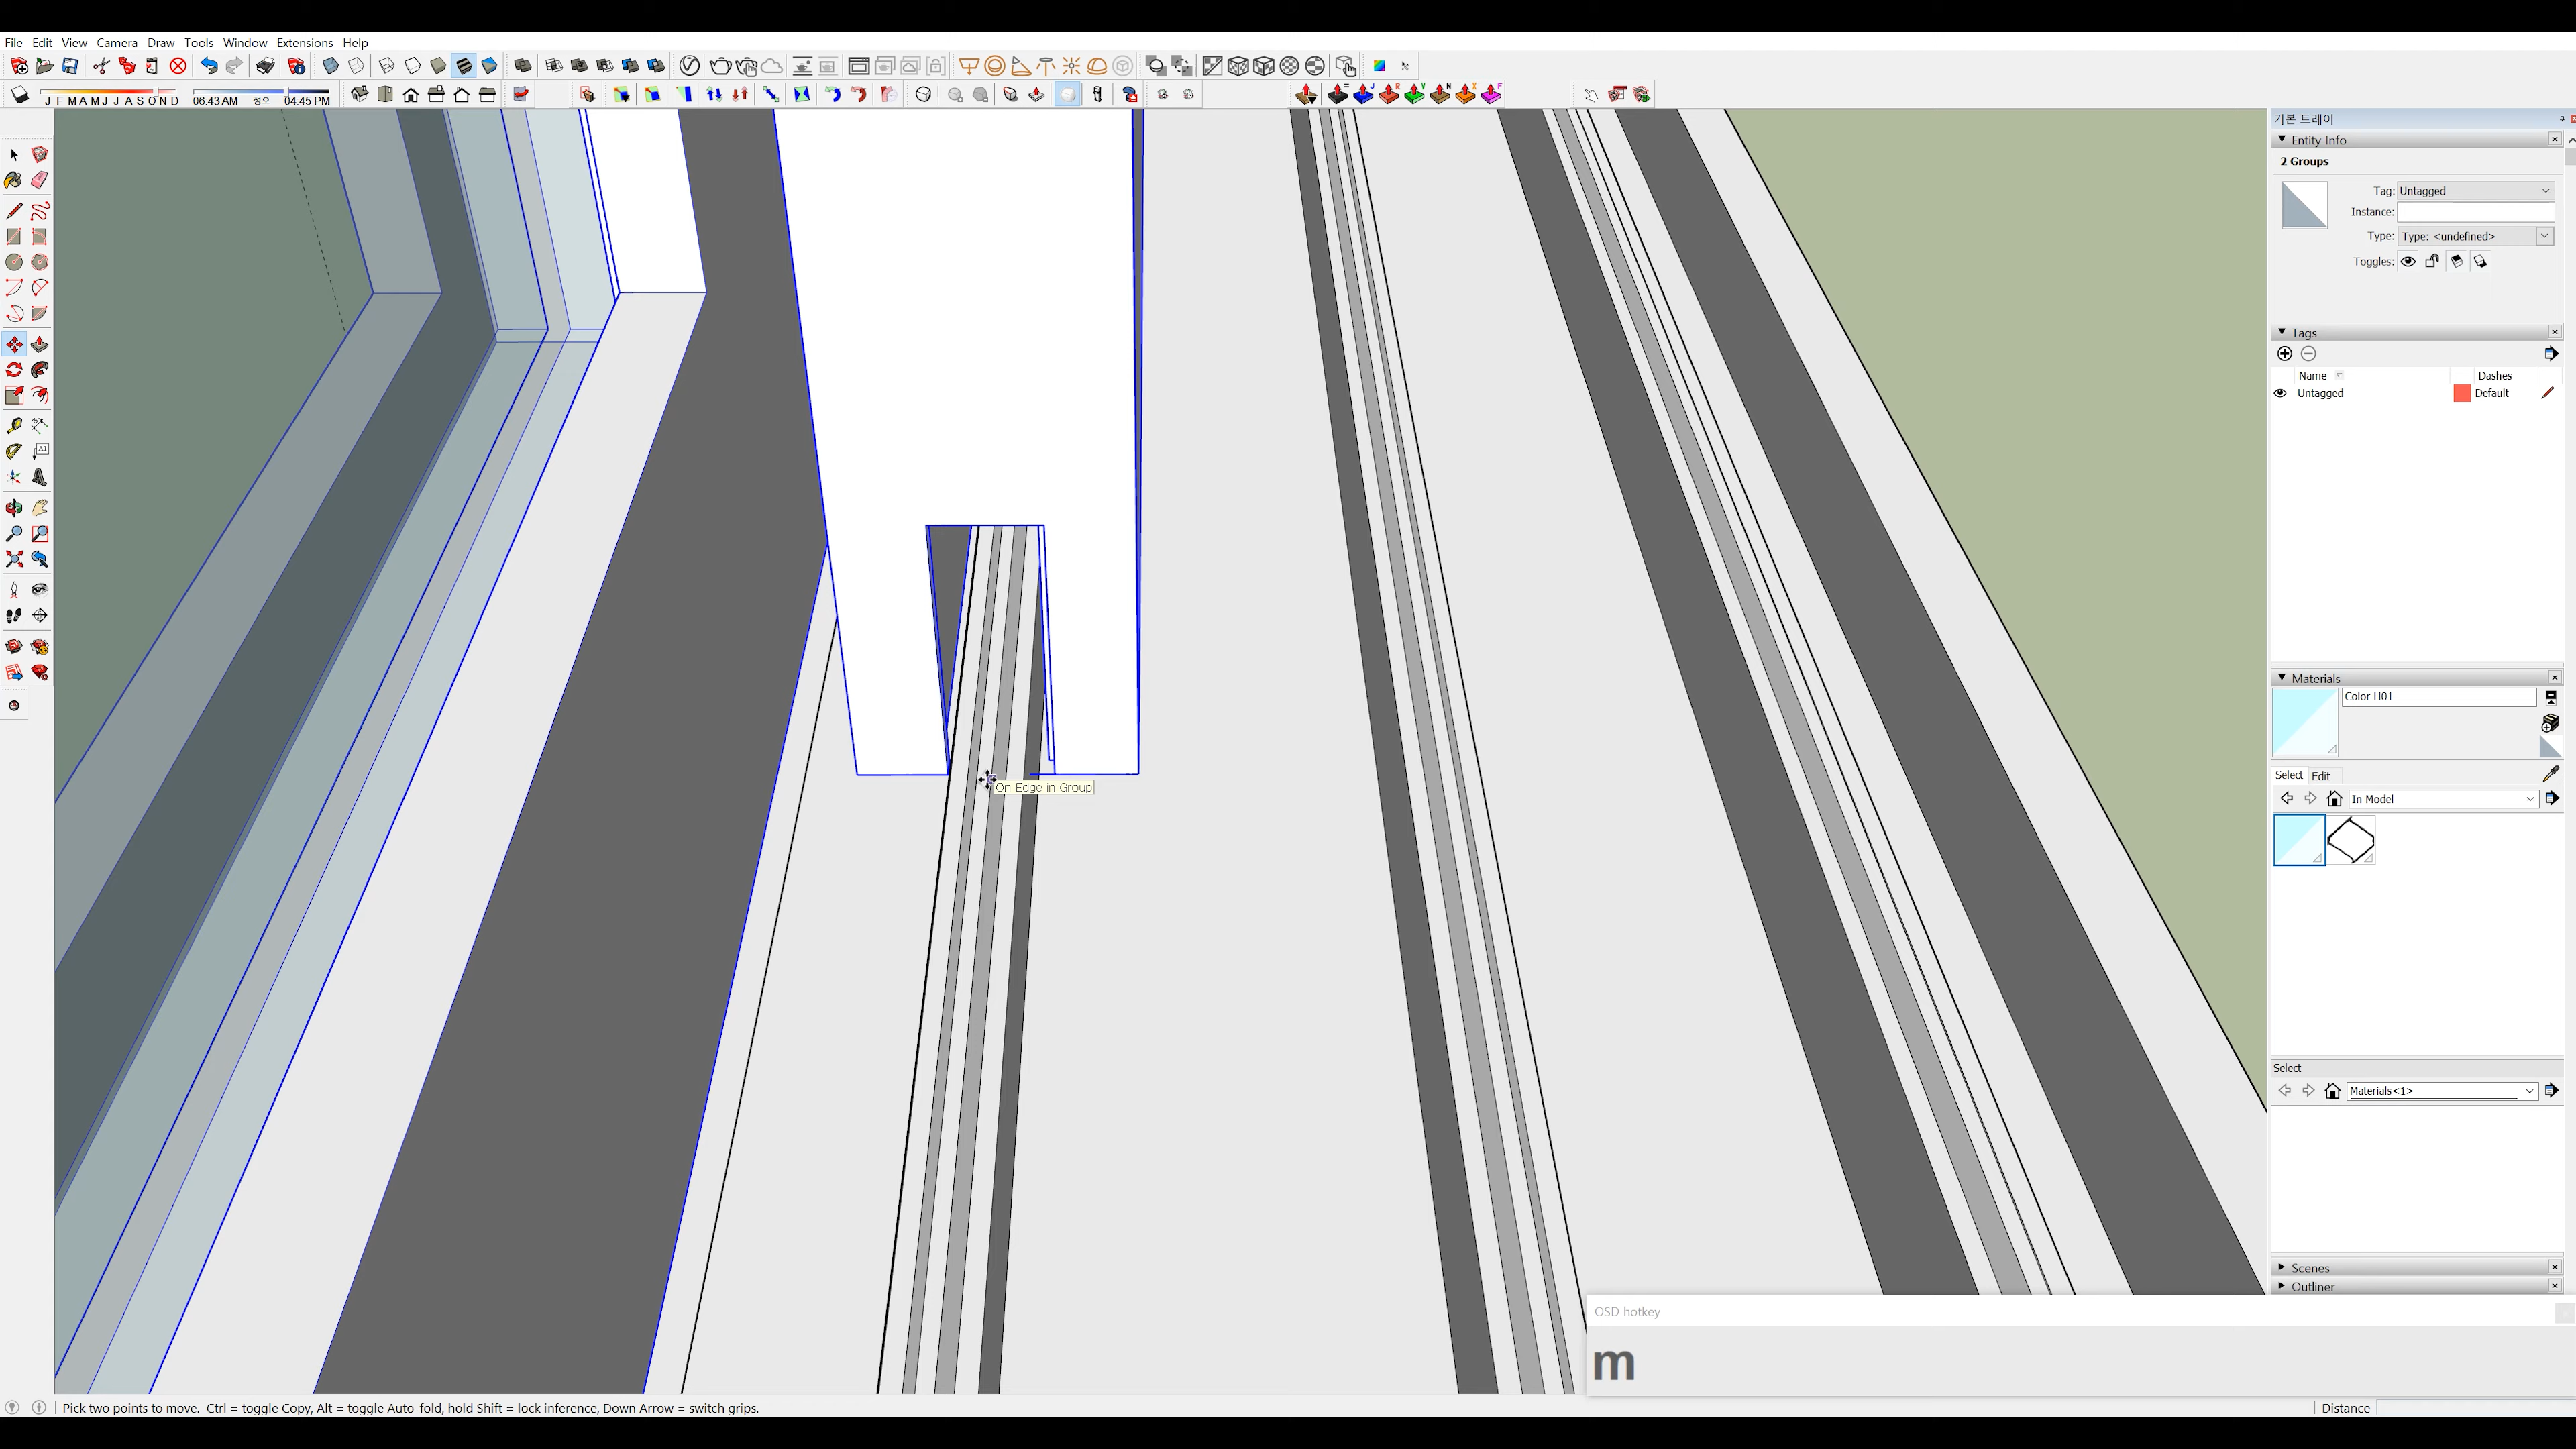 File Edit View Camera Draw Tools Window Extensions Help
J F M A M J J A S O N D 06:43 AM 정오 04:45 PM
기본 트레이
Entity Info
2 Groups
Tag: Untagged
Instance:
Type: Type: <undefined>
Toggles:
Tags
Name Dashes
Untagged Default
Materials
Color H01
Select Edit
In Model
Select
Materials<1>
Scenes
Outliner
On Edge in Group
OSD hotkey
m
Pick two points to move. Ctrl = toggle Copy, Alt = toggle Auto-fold, hold Shift = lock inference, Down Arrow = switch grips.
Distance